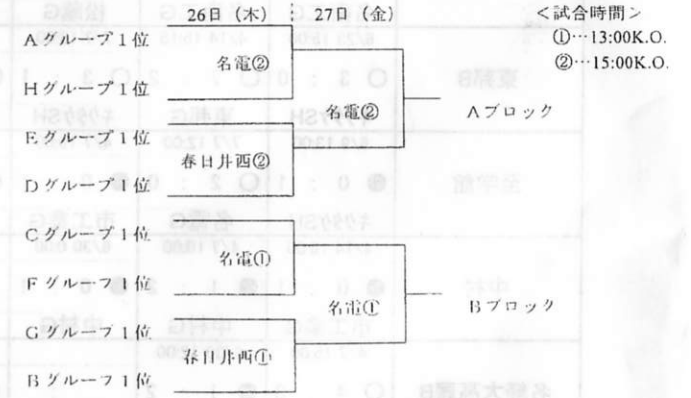 26日（木） 27日（金） ＜試合時間＞
Aグループ1位 ①…13:00K.O.
名電② ②…15:00K.O.
Hグループ1位
名電② Aブロック
Eグループ1位
春日井西②
Dグループ1位
Cグループ1位
名電①
Fグループ1位
名電① Bブロック
Gグループ1位
春日井西①
Bグループ1位